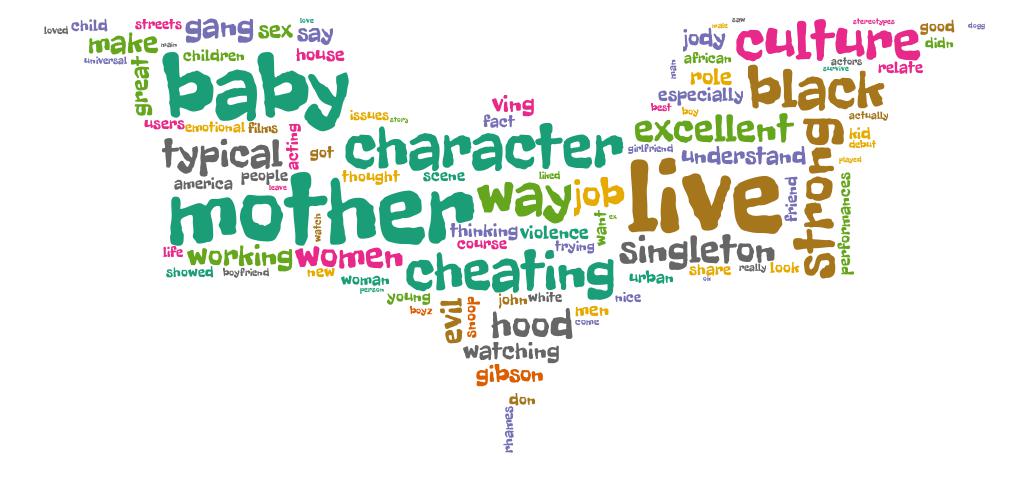 loved
child
streets
gang
sex
love
say
make
main
universal
children
house
great
baby
users
emotional
films
issues
story
acting
typical
got
america
people
leave
ving
fact
character
thought
scene
liked
mother
way
job
watch
thinking
violence
course
trying
want
ex
life
working
women
showed
boyfriend
new
woman
person
cheating
young
boyz
evil
snoop
john
white
hood
men
come
nice
watching
gibson
don
rhames
saw
male
jody
culture
stereotypes
good
dogg
didn
african
actors
survive
relate
man
role
especially
black
best
boy
actually
excellent
strong
kid
debut
girlfriend
understand
played
live
friend
performances
singleton
urban
share
really
look
ok